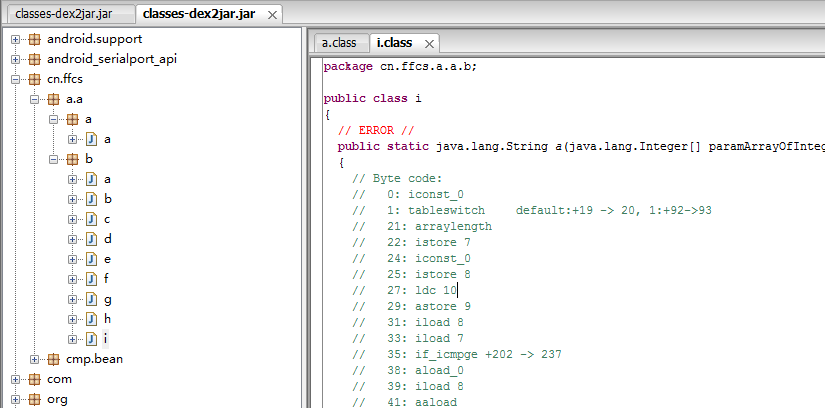 classes-dex2jar.jar
classes-dex2jar.jar
android.support
android_serialport_api
cn.ffcs
a.a
a
a
b
a
b
c
d
e
f
g
h
i
cmp.bean
com
org
a.class
i.class
package cn.ffcs.a.a.b;
public class i
{
// ERROR //
public static java.lang.String a(java.lang.Integer[] paramArrayOfInteg
{
// Byte code:
// 0: iconst_0
// 1: tableswitch default:+19 -> 20, 1:+92->93
// 21: arraylength
// 22: istore 7
// 24: iconst_0
// 25: istore 8
// 27: ldc 10
// 29: astore 9
// 31: iload 8
// 33: iload 7
// 35: if_icmpge +202 -> 237
// 38: aload_0
// 39: iload 8
// 41: aaload